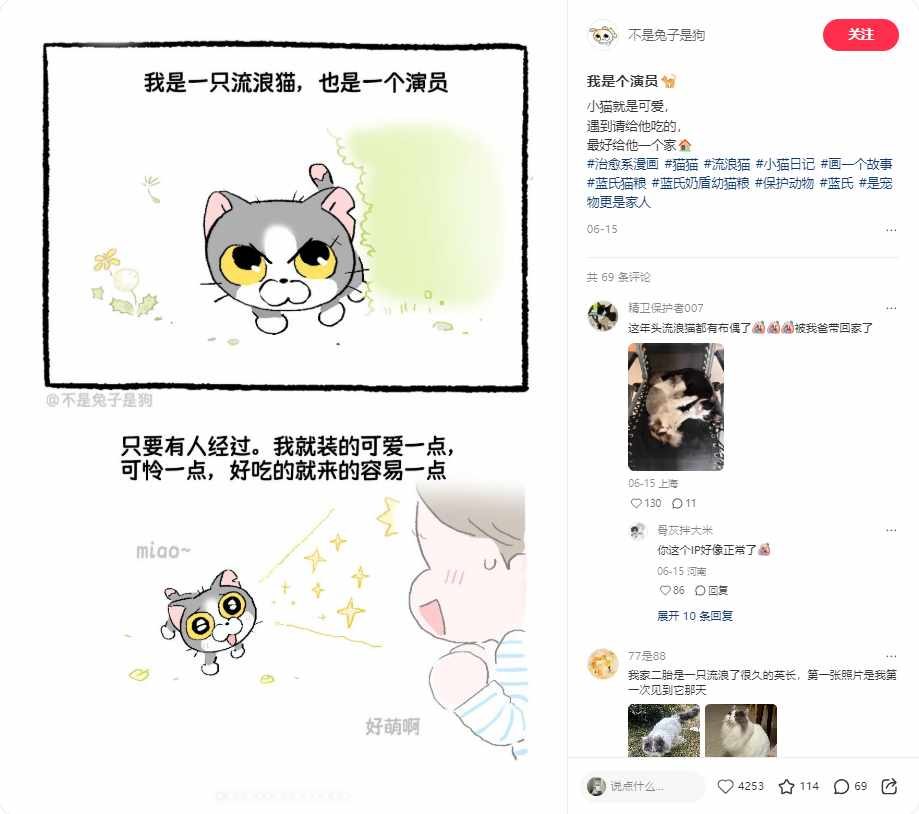 我是一只流浪猫，也是一个演员
@不是兔子是狗
只要有人经过。我就装的可爱一点，
可怜一点，好吃的就来的容易一点
miao~
好萌啊
不是兔子是狗
关注
我是个演员🐈
小猫就是可爱，
遇到请给他吃的，
最好给他一个家🏠
#治愈系漫画 #猫猫 #流浪猫 #小猫日记 #画一个故事
#蓝氏猫粮 #蓝氏奶盾幼猫粮 #保护动物 #蓝氏 #是宠
物更是家人
06-15
共 69 条评论
精卫保护者007
这年头流浪猫都有布偶了被我爸带回家了
06-15 上海
130 11
骨灰拌大米
你这个IP好像正常了
06-15 河南
86 回复
展开 10 条回复
77是88
我家二胎是一只流浪了很久的英长，第一张照片是我第
一次见到它那天
说点什么...
4253 114 69